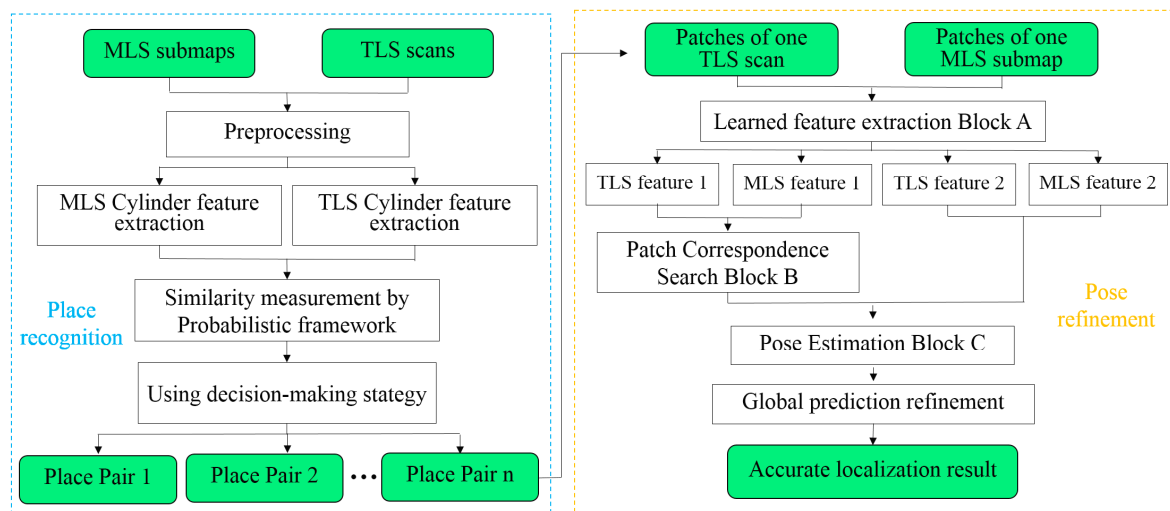 MLS submaps
TLS scans
Preprocessing
MLS Cylinder feature
extraction
TLS Cylinder feature
extraction
Similarity measurement by
Probabilistic framework
Place
recognition
Using decision-making stategy
Place Pair 1
Place Pair 2
•••
Place Pair n
Patches of one
TLS scan
Patches of one
MLS submap
Learned feature extraction Block A
TLS feature 1
MLS feature 1
TLS feature 2
MLS feature 2
Patch Correspondence
Search Block B
Pose
refinement
Pose Estimation Block C
Global prediction refinement
Accurate localization result